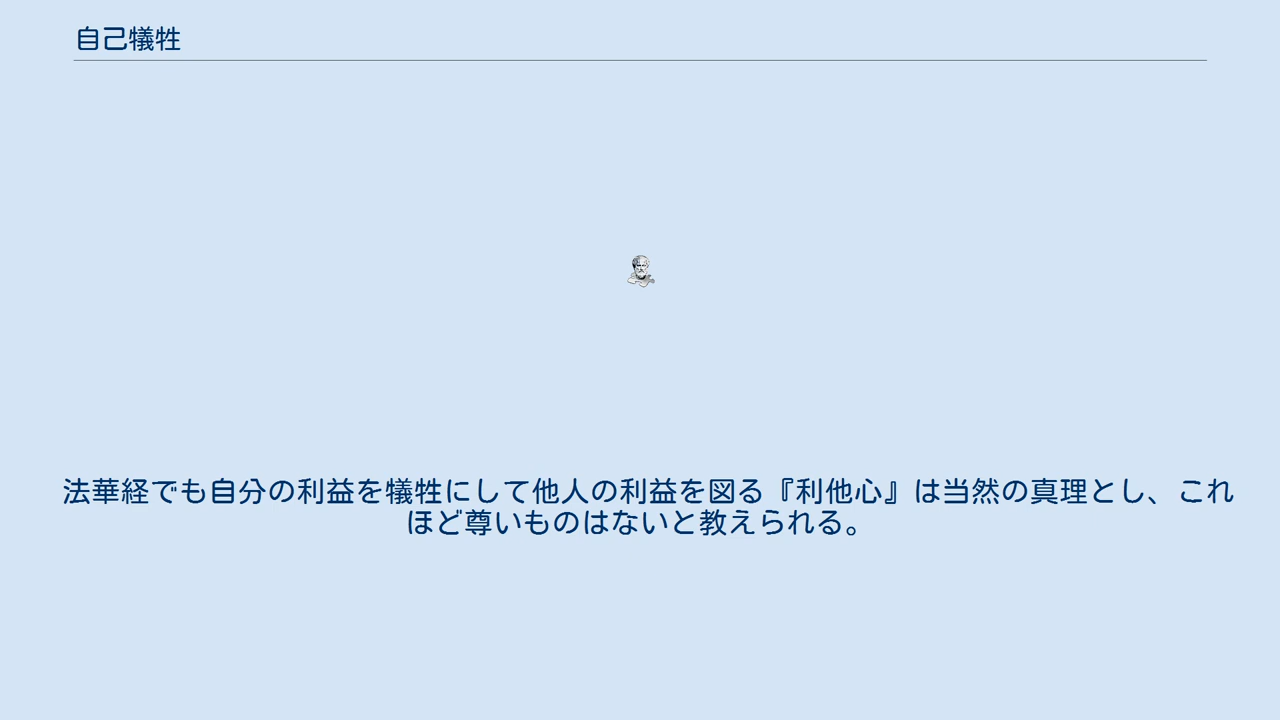 自己犠牲
法華経でも自分の利益を犠牲にして他人の利益を図る『利他心』は当然の真理とし、これ
ほど尊いものはないと教えられる。